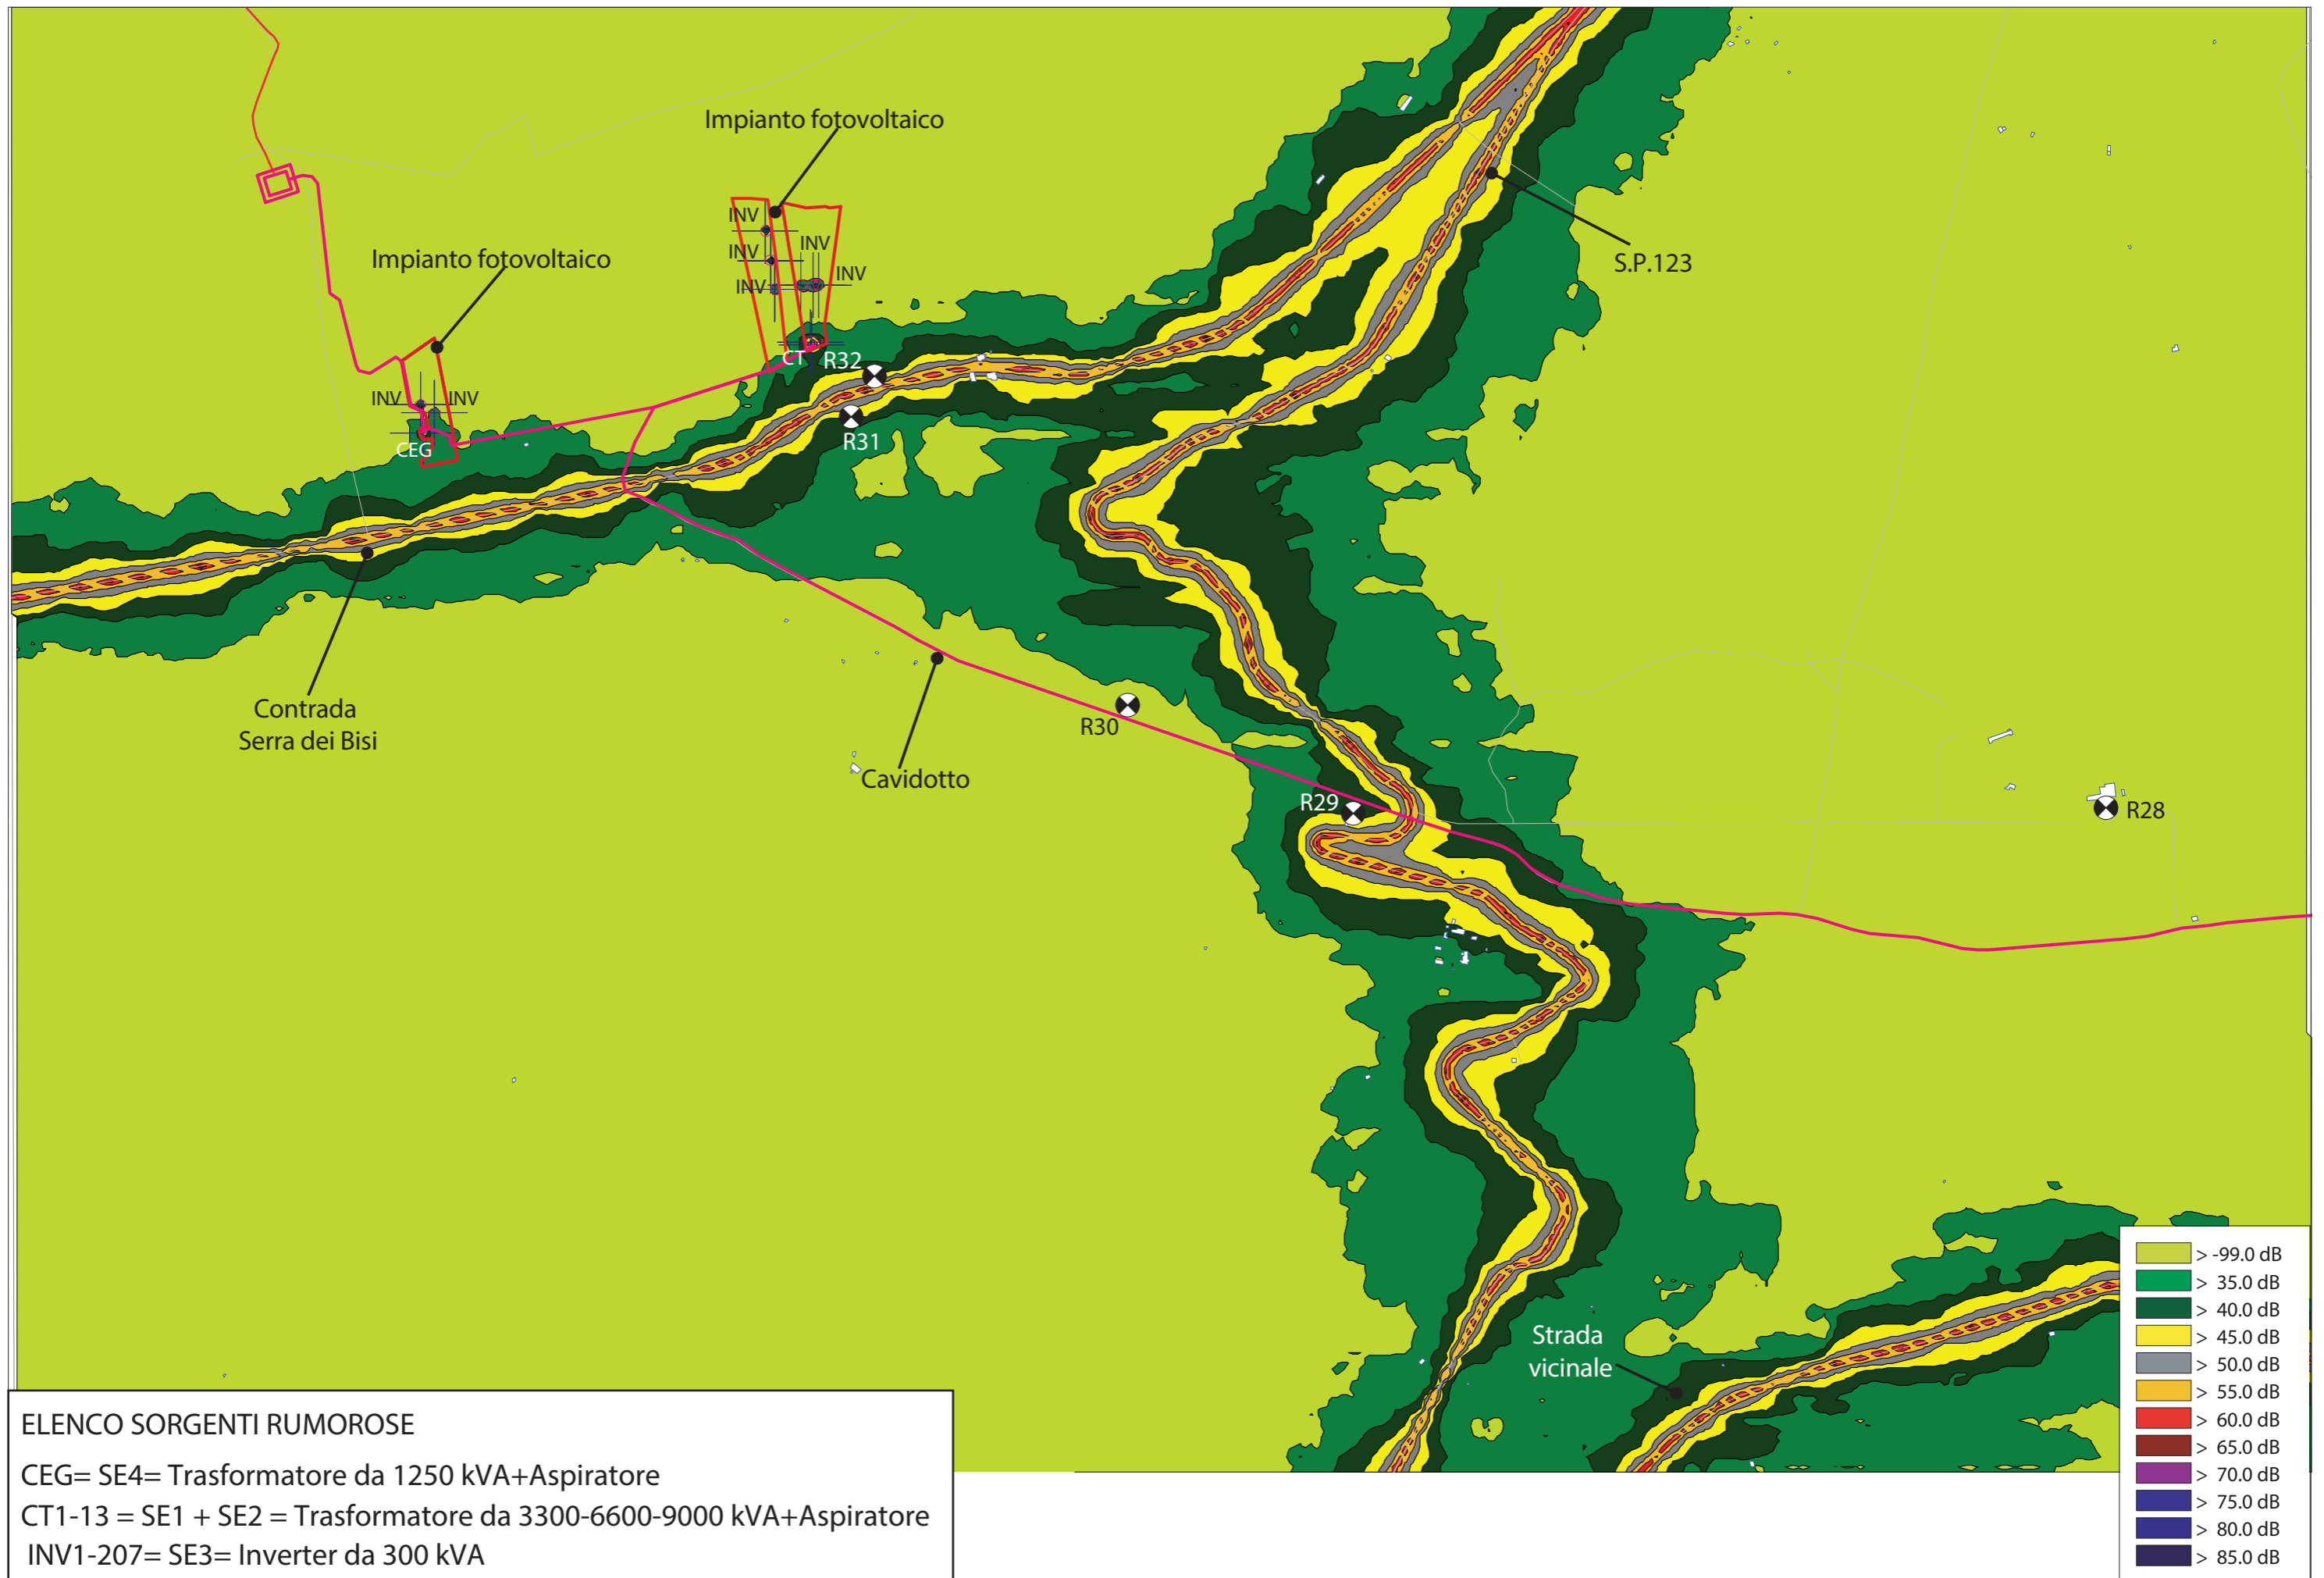 Impianto fotovoltaico
INV
INV
INV
INV
INV
S.P.123
Impianto fotovoltaico
CT
R32
INV
INV
R31
CEG
Contrada
Serra dei Bisi
R30
Cavidotto
R29
R28
Strada
vicinale
> -99.0 dB
> 35.0 dB
> 40.0 dB
> 45.0 dB
> 50.0 dB
> 55.0 dB
> 60.0 dB
> 65.0 dB
> 70.0 dB
> 75.0 dB
> 80.0 dB
> 85.0 dB
ELENCO SORGENTI RUMOROSE
CEG= SE4= Trasformatore da 1250 kVA+Aspiratore
CT1-13 = SE1 + SE2 = Trasformatore da 3300-6600-9000 kVA+Aspiratore
INV1-207= SE3= Inverter da 300 kVA